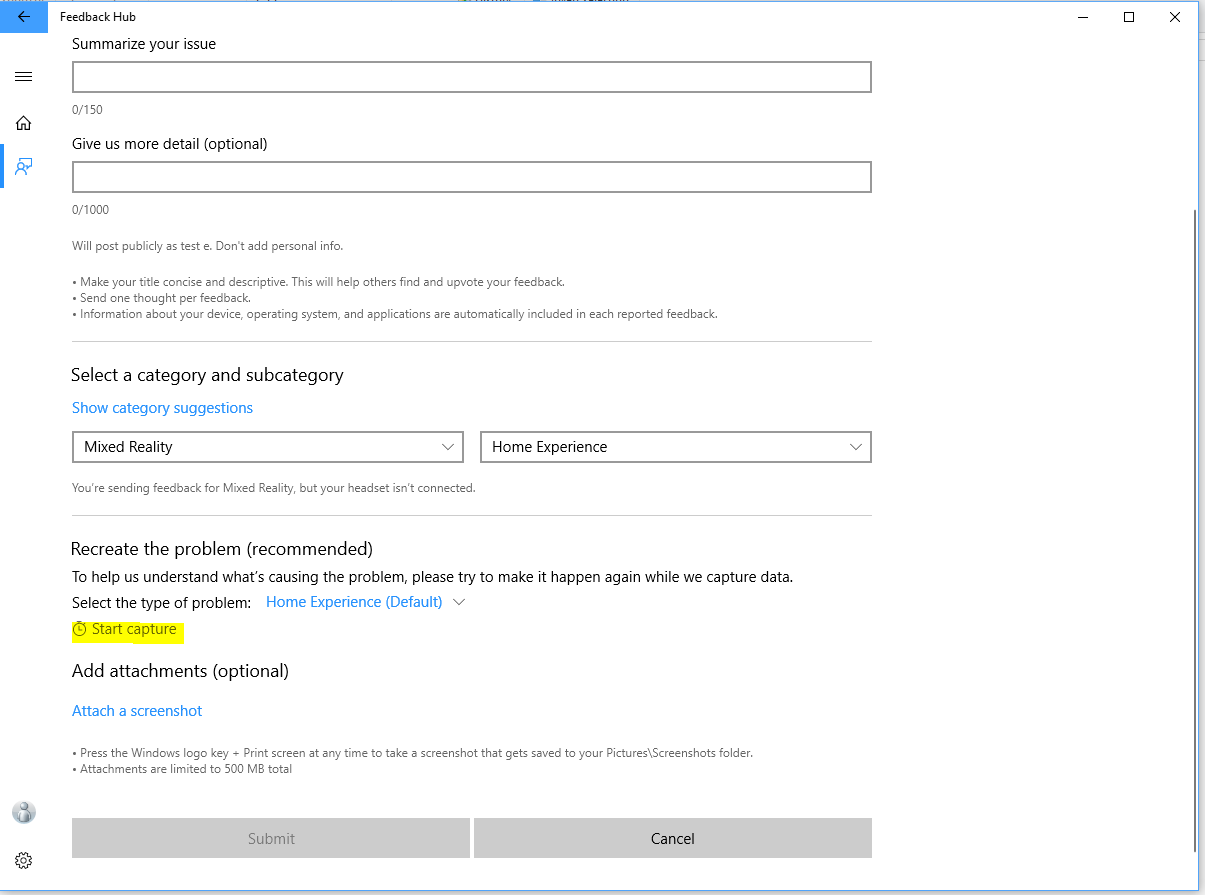 Feedback Hub
Summarize your issue
0/150
Give us more detail (optional)
0/1000
Will post publicly as test e. Don't add personal info.
• Make your title concise and descriptive. This will help others find and upvote your feedback.
• Send one thought per feedback.
• Information about your device, operating system, and applications are automatically included in each reported feedback.
Select a category and subcategory
Show category suggestions
Mixed Reality Home Experience
You’re sending feedback for Mixed Reality, but your headset isn’t connected.
Recreate the problem (recommended)
To help us understand what’s causing the problem, please try to make it happen again while we capture data.
Select the type of problem: Home Experience (Default)
Start capture
Add attachments (optional)
Attach a screenshot
• Press the Windows logo key + Print screen at any time to take a screenshot that gets saved to your Pictures\Screenshots folder.
• Attachments are limited to 500 MB total
Submit Cancel